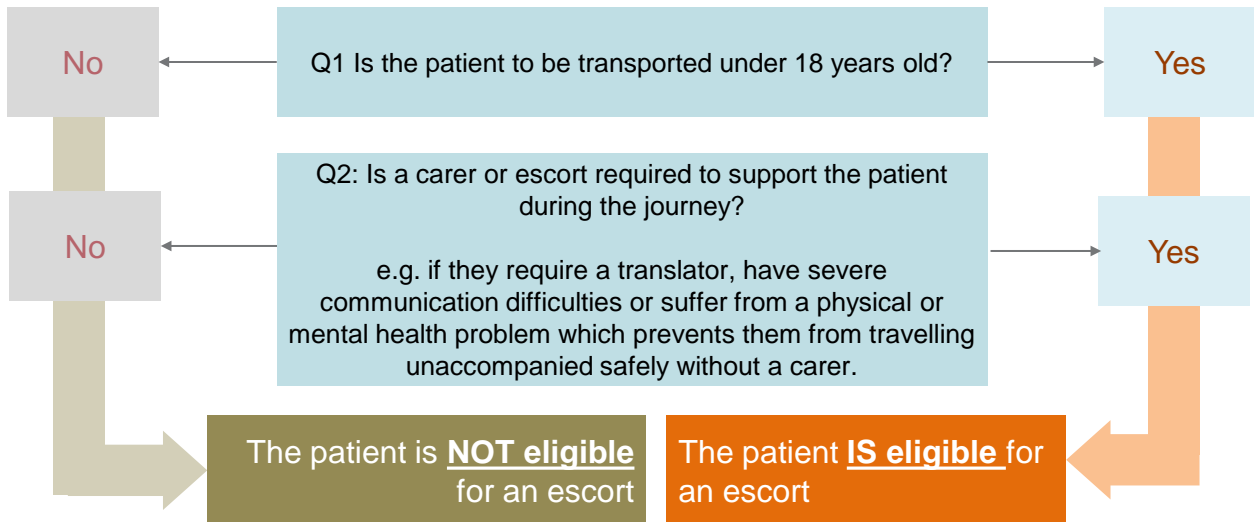 No
Q1 Is the patient to be transported under 18 years old?
Yes
Q2: Is a carer or escort required to support the patient
during the journey?
No
Yes
e.g. if they require a translator, have severe
communication difficulties or suffer from a physical or
mental health problem which prevents them from travelling
unaccompanied safely without a carer.
The patient is NOT eligible
for an escort
The patient IS eligible for
an escort